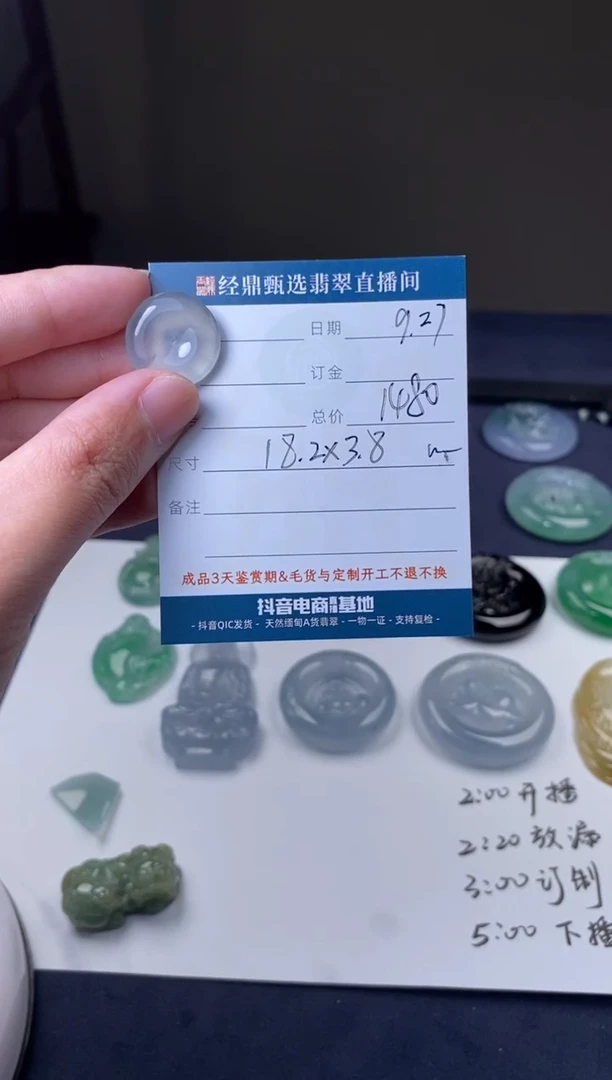 经鼎甄选翡翠直播间
日期 9.27
订金
总价 1480
尺寸 18.2x3.8
备注
成品3天鉴赏期&毛货与定制开工不退不换
抖音电商直播基地
- 抖音QIC发货 - 天然缅甸A货翡翠 - 一物一证 - 支持复检 -
2:00 开播
2:20 放漏
3:00 订制
5:00 下播